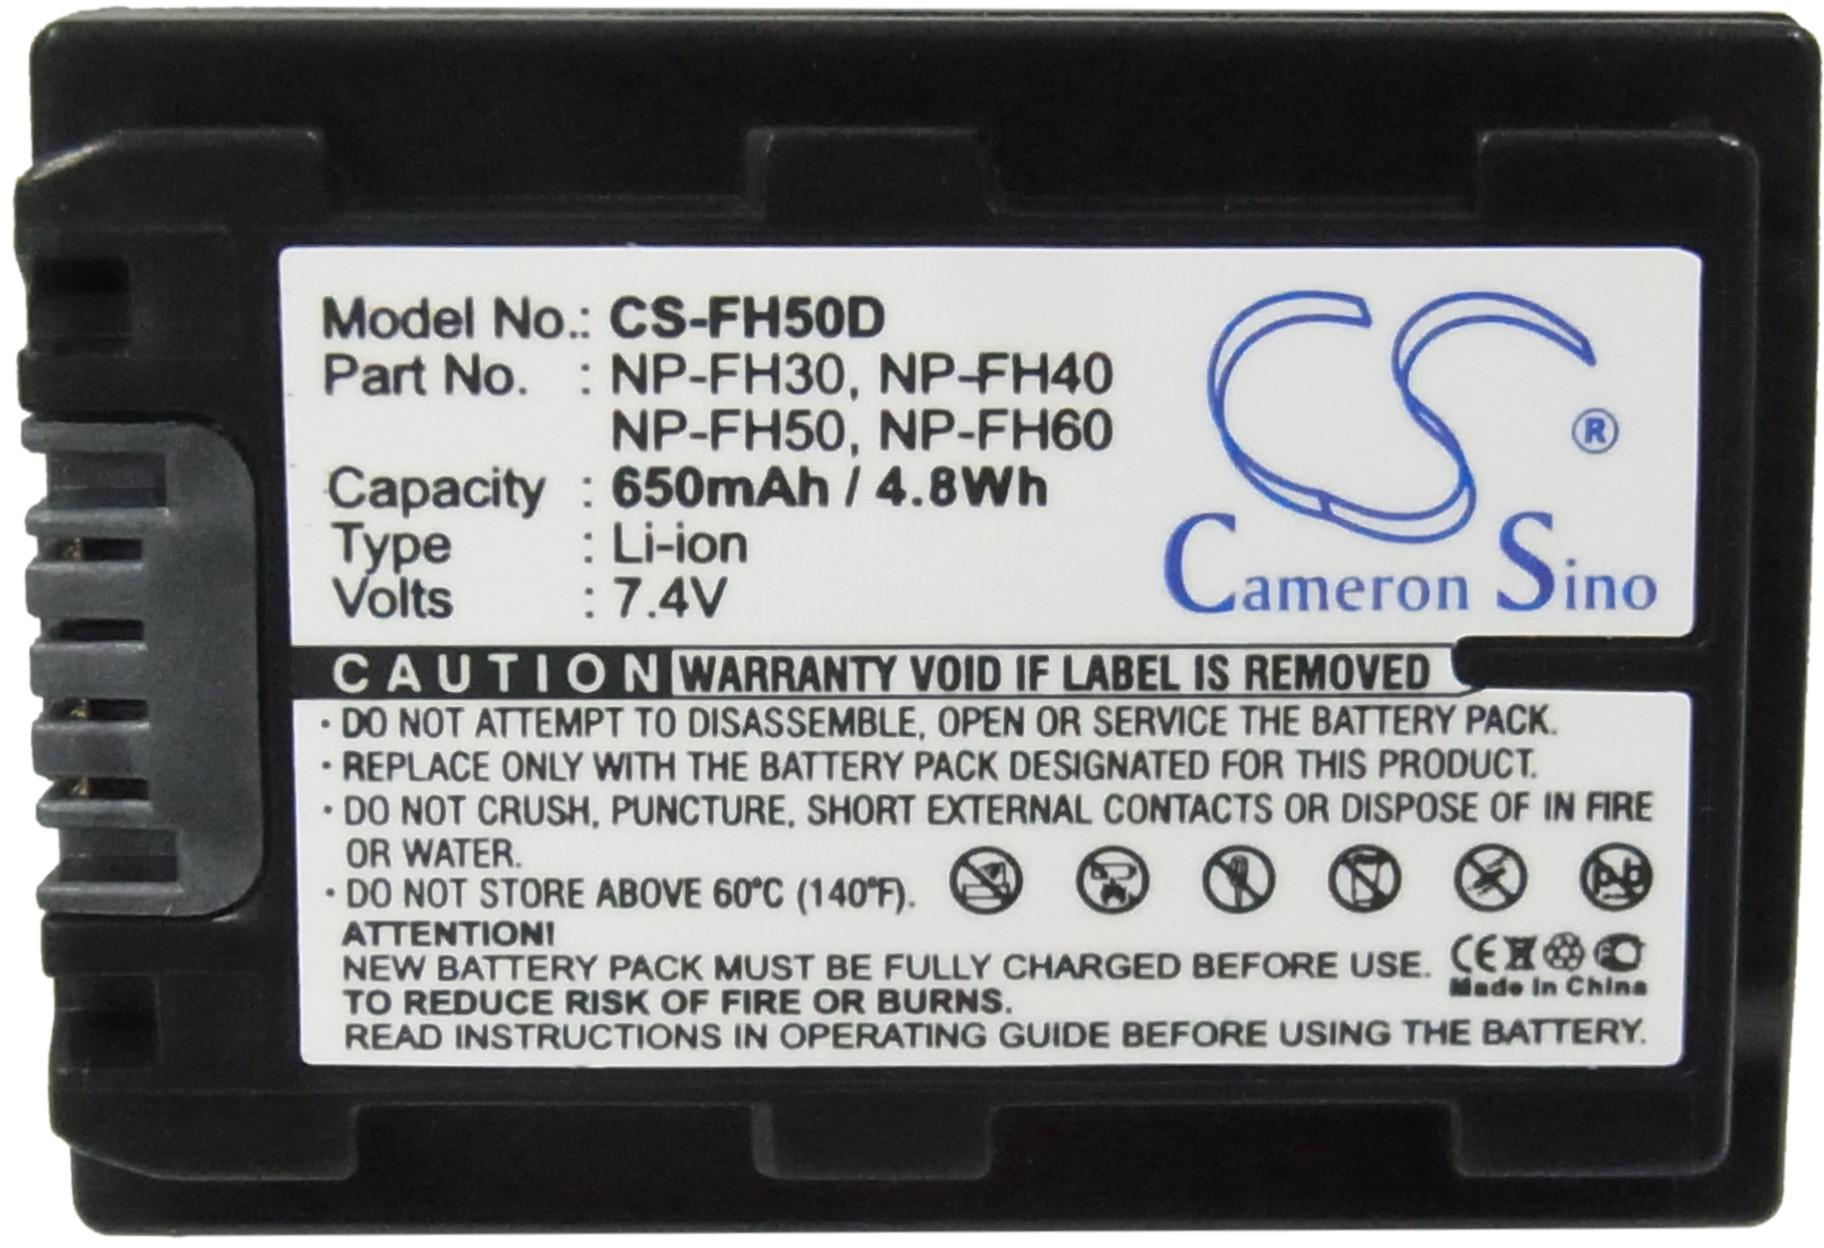 Model No.: CS-FH50D
Part No. : NP-FH30, NP-FH40
NP-FH50, NP-FH60
Capacity : 650mAh / 4.8Wh
Type : Li-ion
Volts : 7.4V
CS ®
Cameron Sino
CAUTION WARRANTY VOID IF LABEL IS REMOVED
· DO NOT ATTEMPT TO DISASSEMBLE, OPEN OR SERVICE THE BATTERY PACK.
· REPLACE ONLY WITH THE BATTERY PACK DESIGNATED FOR THIS PRODUCT.
· DO NOT CRUSH, PUNCTURE, SHORT EXTERNAL CONTACTS OR DISPOSE OF IN FIRE
OR WATER.
· DO NOT STORE ABOVE 60°C (140°F).
Pb
ATTENTION!
NEW BATTERY PACK MUST BE FULLY CHARGED BEFORE USE.
TO REDUCE RISK OF FIRE OR BURNS.
READ INSTRUCTIONS IN OPERATING GUIDE BEFORE USING THE BATTERY.
CE
Made in China